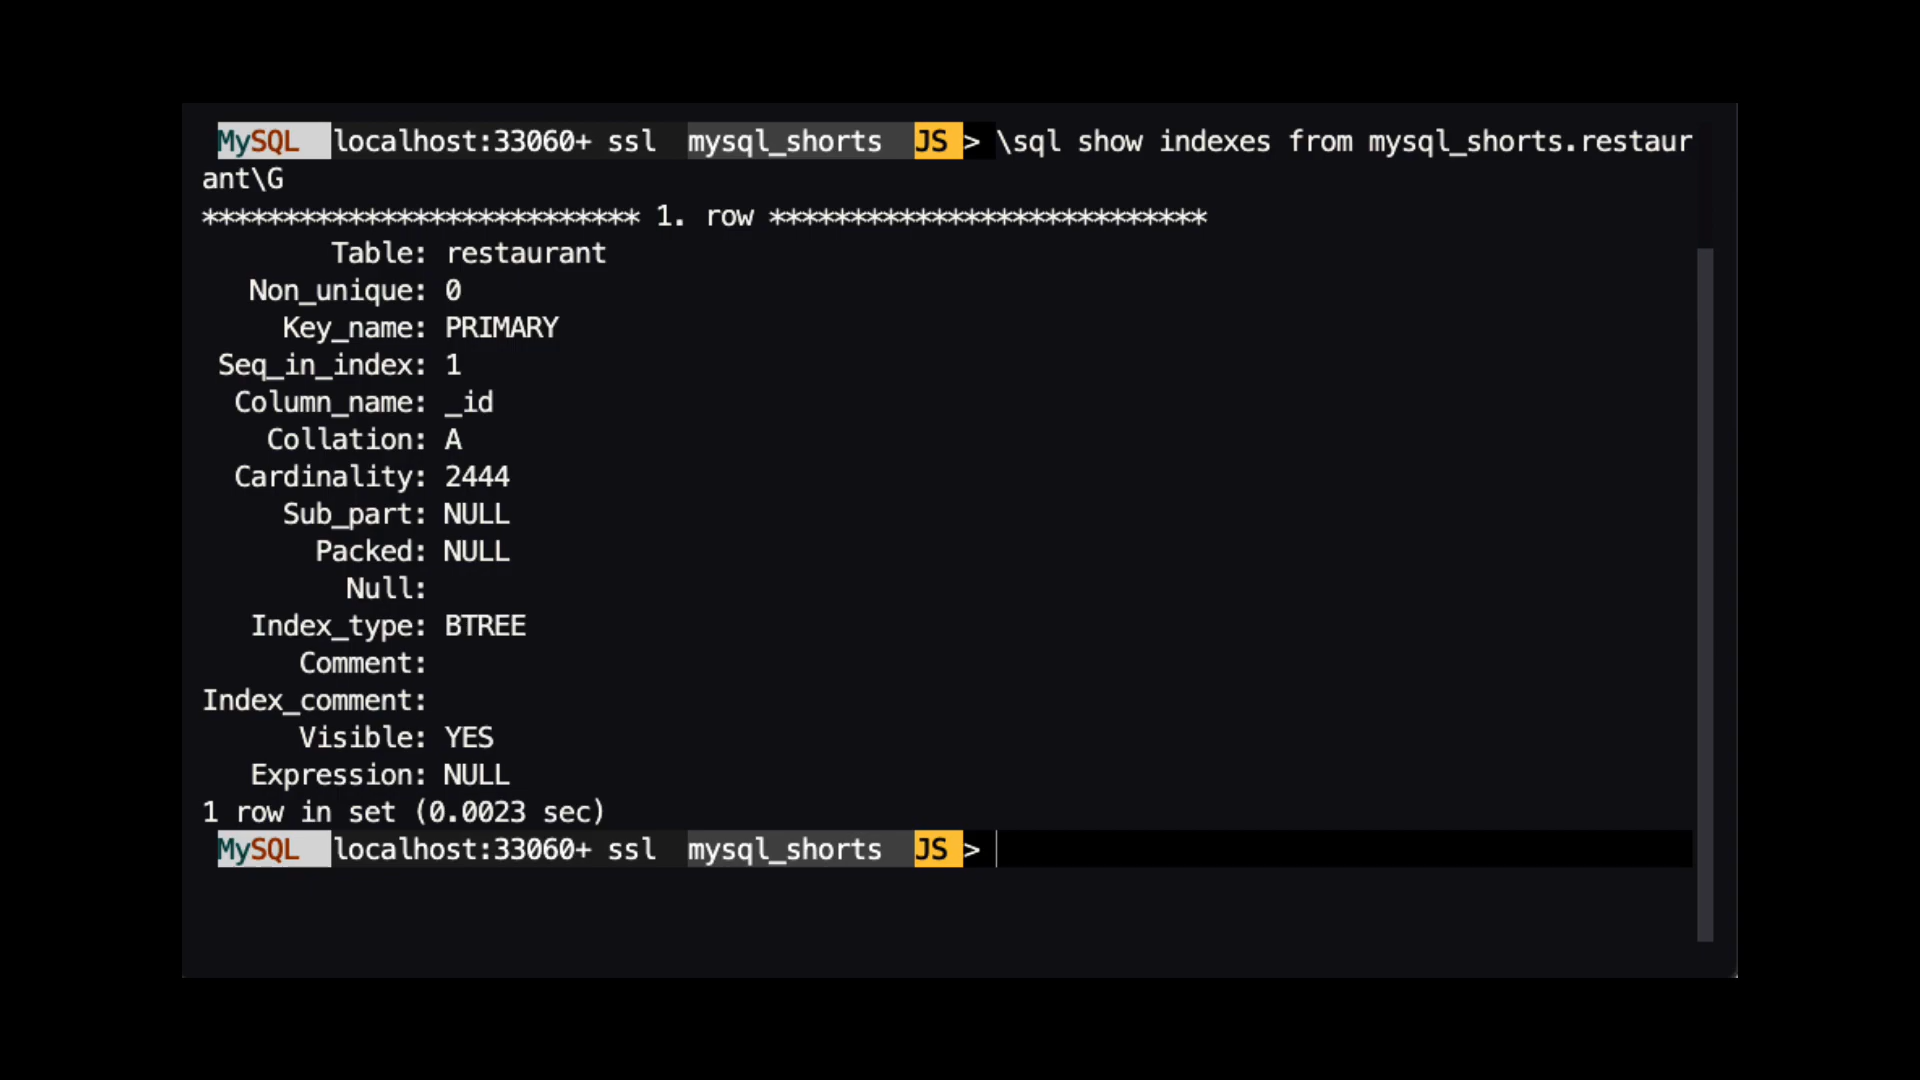 MySQL localhost:33060+ ssl mysql_shorts JS > \sql show indexes from mysql_shorts.restaur
ant\G
*************************** 1. row ***************************
Table: restaurant
Non_unique: 0
Key_name: PRIMARY
Seq_in_index: 1
Column_name: _id
Collation: A
Cardinality: 2444
Sub_part: NULL
Packed: NULL
Null:
Index_type: BTREE
Comment:
Index_comment:
Visible: YES
Expression: NULL
1 row in set (0.0023 sec)
MySQL localhost:33060+ ssl mysql_shorts JS >